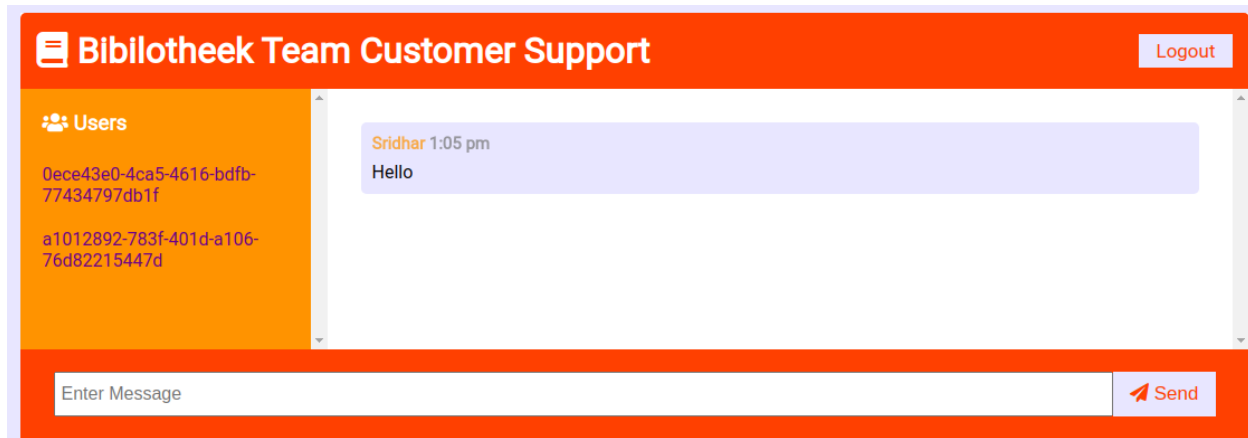 Bibilotheek Team Customer Support
Logout
Users
0ece43e0-4ca5-4616-bdfb-
77434797db1f
a1012892-783f-401d-a106-
76d82215447d
Sridhar 1:05 pm
Hello
Enter Message
Send